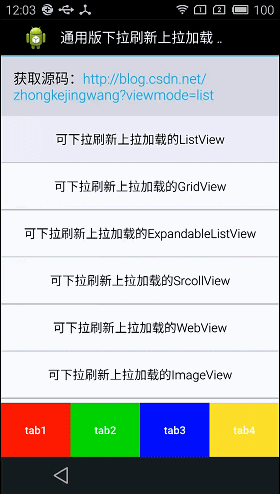 12:03
1 2 100
通用版下拉刷新上拉加载 ..
获取源码：http://blog.csdn.net/
zhongkejingwang?viewmode=list
可下拉刷新上拉加载的ListView
可下拉刷新上拉加载的GridView
可下拉刷新上拉加载的ExpandableListView
可下拉刷新上拉加载的SrcollView
可下拉刷新上拉加载的WebView
可下拉刷新上拉加载的ImageView
tab1 tab2 tab3 tab4